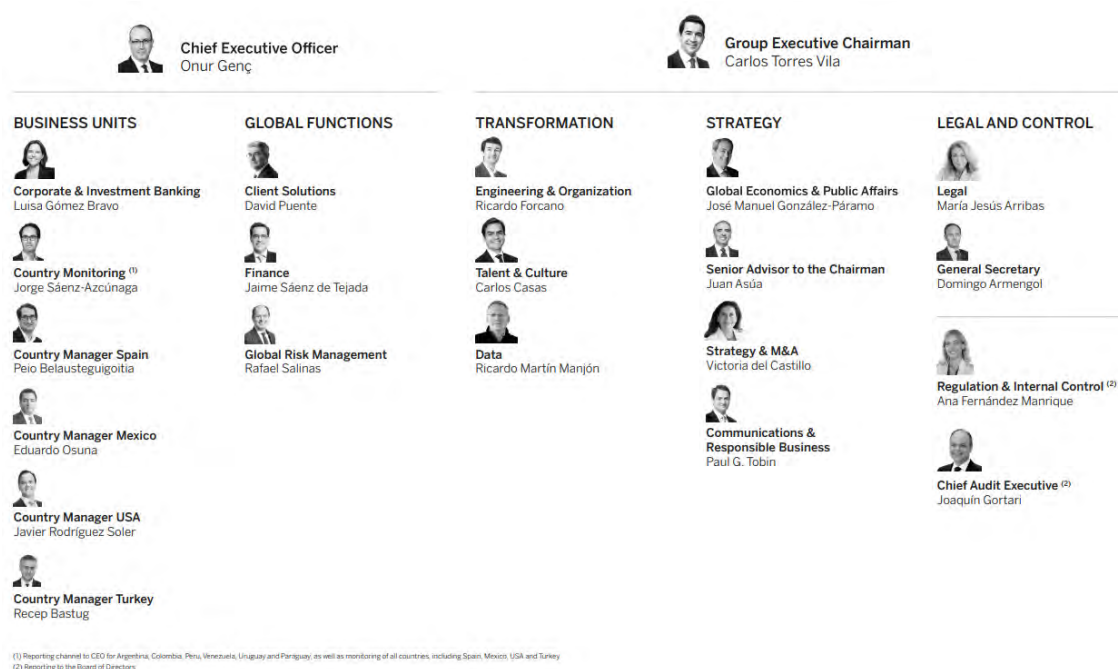 Chief Executive Officer
Onur Genç
Group Executive Chairman
Carlos Torres Vila
BUSINESS UNITS
Corporate & Investment Banking
Luisa Gómez Bravo
Country Monitoring (1)
Jorge Sáenz-Azcúnaga
Country Manager Spain
Peio Belausteguigoitia
Country Manager Mexico
Eduardo Osuna
Country Manager USA
Javier Rodríguez Soler
Country Manager Turkey
Recep Bastug
GLOBAL FUNCTIONS
Client Solutions
David Puente
Finance
Jaime Sáenz de Tejada
Global Risk Management
Rafael Salinas
TRANSFORMATION
Engineering & Organization
Ricardo Forcano
Talent & Culture
Carlos Casas
Data
Ricardo Martín Manjón
STRATEGY
Global Economics & Public Affairs
José Manuel González-Páramo
Senior Advisor to the Chairman
Juan Asúa
Strategy & M&A
Victoria del Castillo
Communications &
Responsible Business
Paul G. Tobin
LEGAL AND CONTROL
Legal
María Jesús Arribas
General Secretary
Domingo Armengol
Regulation & Internal Control (2)
Ana Fernández Manrique
Chief Audit Executive (2)
Joaquín Gortari
(1) Reporting channel to CEO for Argentina, Colombia, Peru, Venezuela, Uruguay and Paraguay, as well as monitoring of all countries, including Spain, Mexico, USA and Turkey
(2) Reporting to the Board of Directors